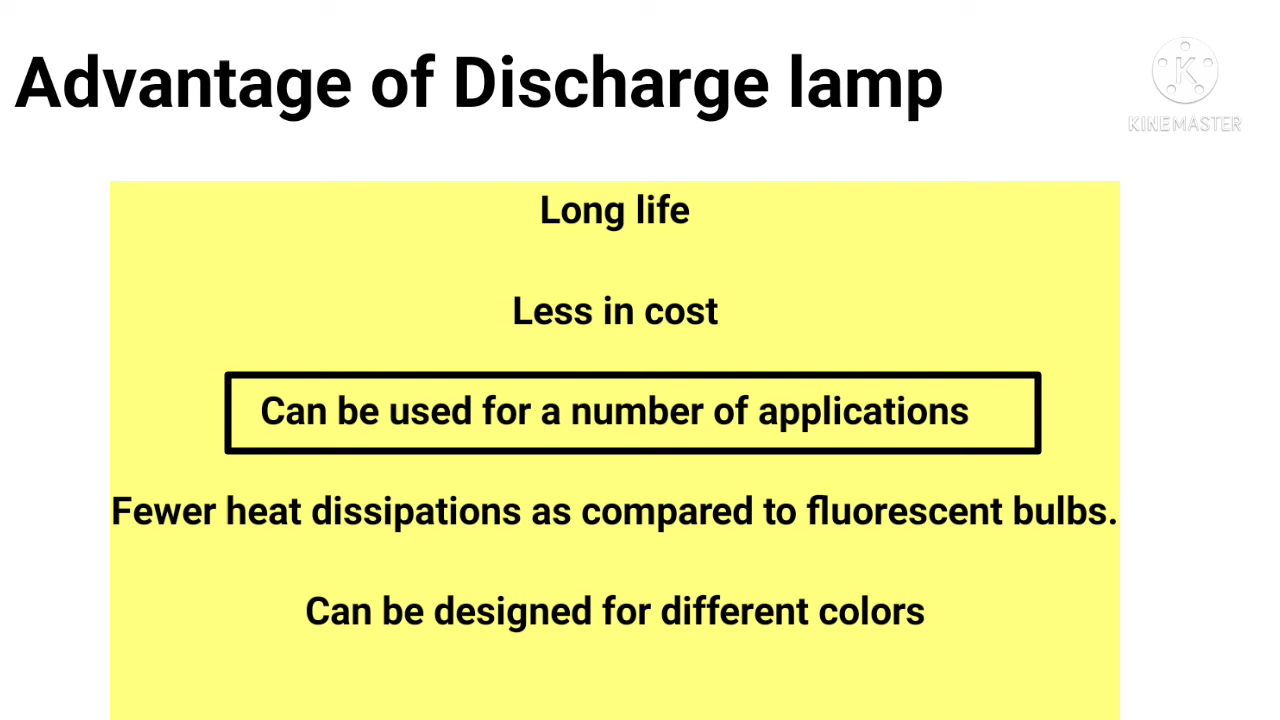 Advantage of Discharge lamp
K
KINEMASTER
Long life
Less in cost
Can be used for a number of applications
Fewer heat dissipations as compared to fluorescent bulbs.
Can be designed for different colors